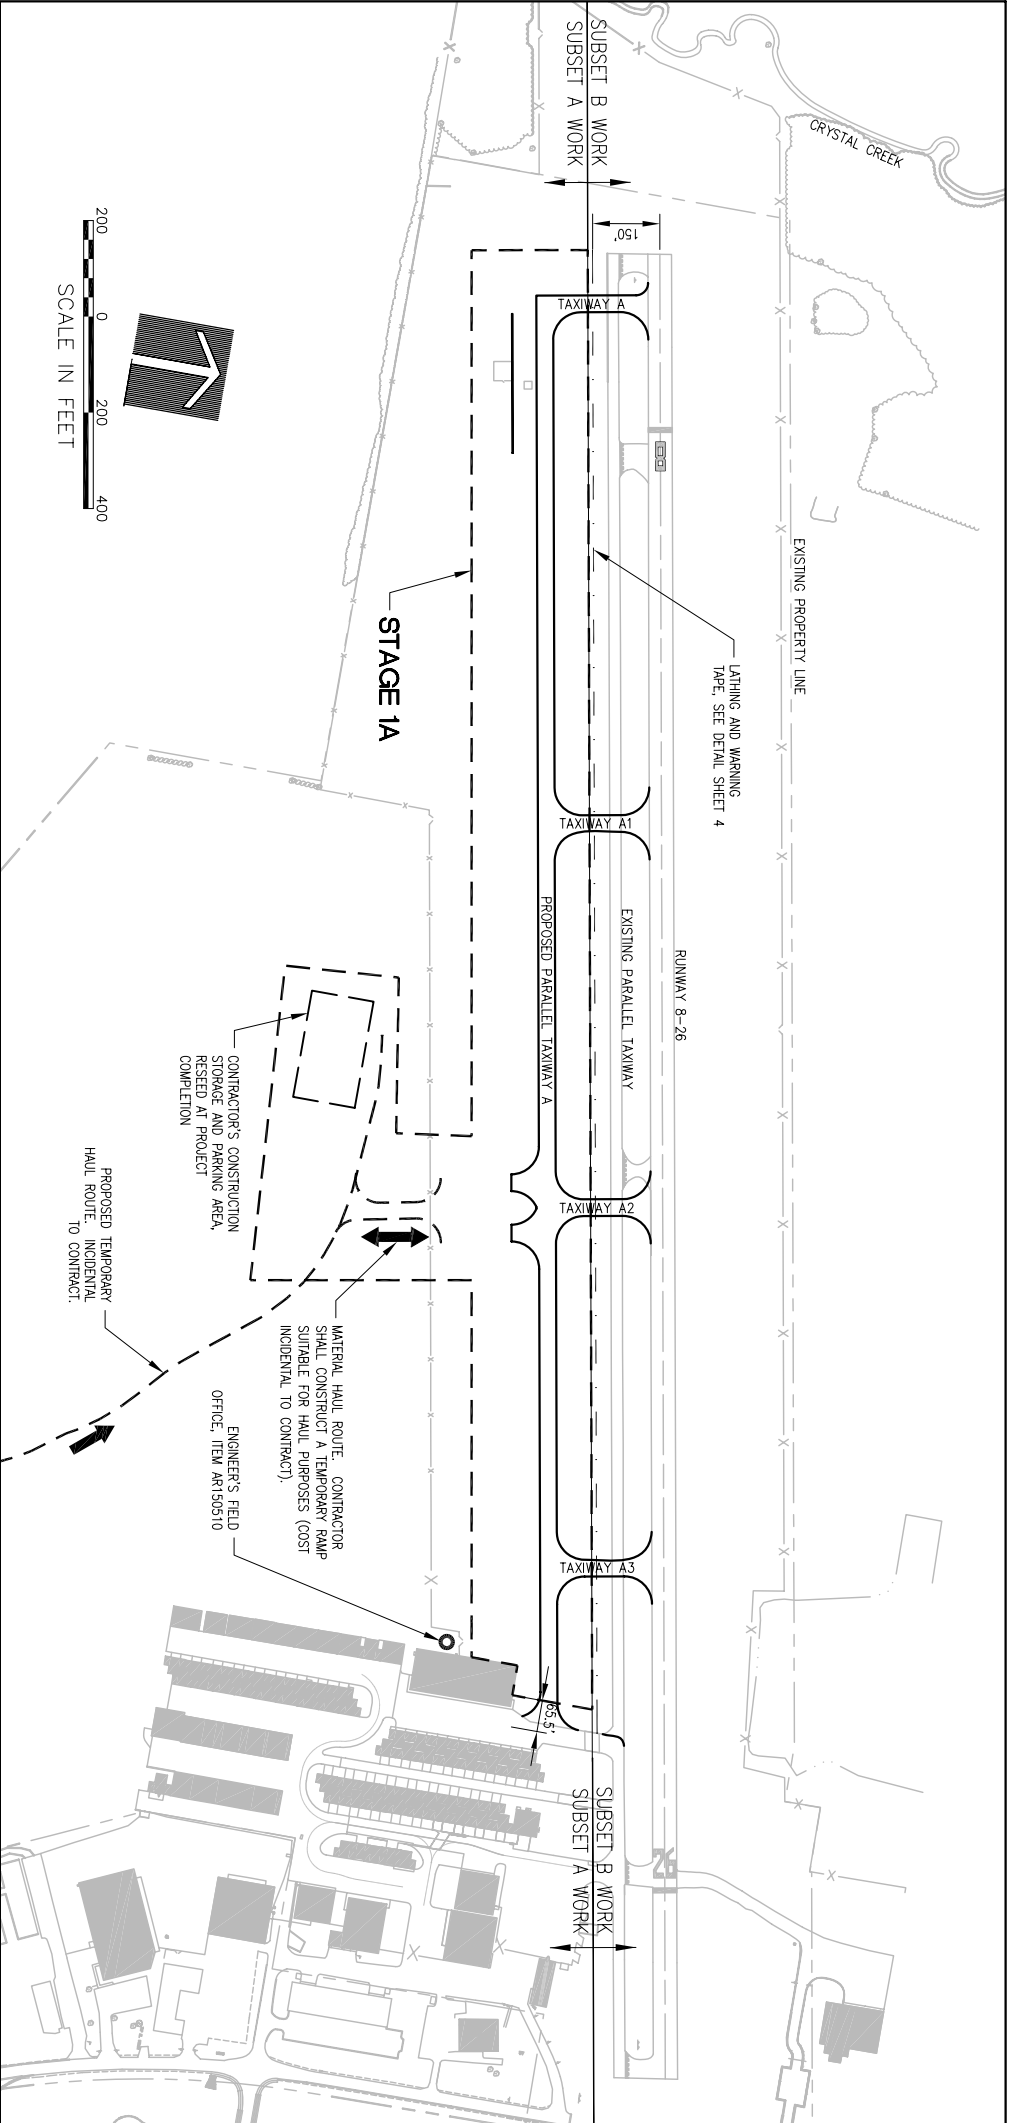 SUBSET B WORK
SUBSET A WORK
CRYSTAL CREEK
150'
TAXIWAY A
200
0
200
400
SCALE IN FEET
EXISTING PROPERTY LINE
LATHING AND WARNING
TAPE, SEE DETAIL SHEET 4
STAGE 1A
TAXIWAY A1
RUNWAY 8-26
EXISTING PARALLEL TAXIWAY
PROPOSED PARALLEL TAXIWAY A
CONTRACTOR'S CONSTRUCTION
STORAGE AND PARKING AREA,
RESEED AT PROJECT
COMPLETION
PROPOSED TEMPORARY
HAUL ROUTE.  INCIDENTAL
TO CONTRACT.
TAXIWAY A2
MATERIAL HAUL ROUTE.  CONTRACTOR
SHALL CONSTRUCT A TEMPORARY RAMP
SUITABLE FOR HAUL PURPOSES (COST
INCIDENTAL TO CONTRACT).
ENGINEER'S FIELD
OFFICE, ITEM AR150510
TAXIWAY A3
65.5'
SUBSET B WORK
SUBSET A WORK
26